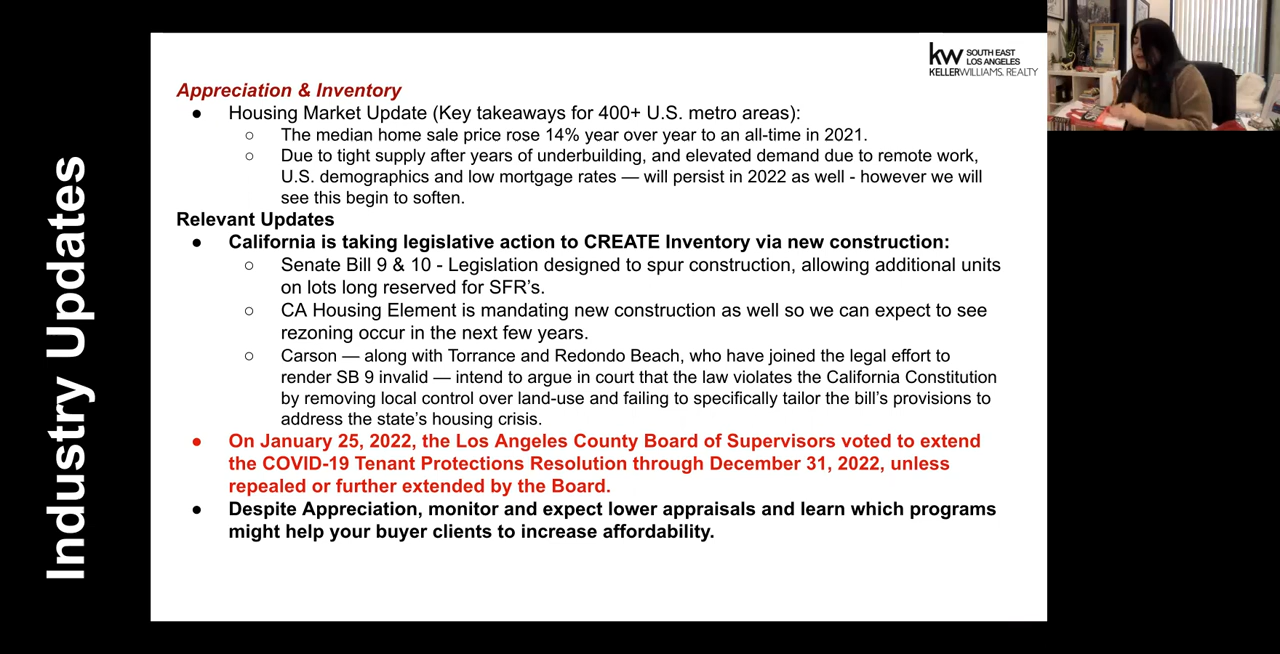 Industry Updates
kw SOUTH EAST
LOS ANGELES
KELLERWILLIAMS. REALTY
Appreciation & Inventory
● Housing Market Update (Key takeaways for 400+ U.S. metro areas):
○ The median home sale price rose 14% year over year to an all-time in 2021.
○ Due to tight supply after years of underbuilding, and elevated demand due to remote work,
U.S. demographics and low mortgage rates — will persist in 2022 as well - however we will
see this begin to soften.
Relevant Updates
● California is taking legislative action to CREATE Inventory via new construction:
○ Senate Bill 9 & 10 - Legislation designed to spur construction, allowing additional units
on lots long reserved for SFR's.
○ CA Housing Element is mandating new construction as well so we can expect to see
rezoning occur in the next few years.
○ Carson — along with Torrance and Redondo Beach, who have joined the legal effort to
render SB 9 invalid — intend to argue in court that the law violates the California Constitution
by removing local control over land-use and failing to specifically tailor the bill's provisions to
address the state's housing crisis.
● On January 25, 2022, the Los Angeles County Board of Supervisors voted to extend
the COVID-19 Tenant Protections Resolution through December 31, 2022, unless
repealed or further extended by the Board.
● Despite Appreciation, monitor and expect lower appraisals and learn which programs
might help your buyer clients to increase affordability.